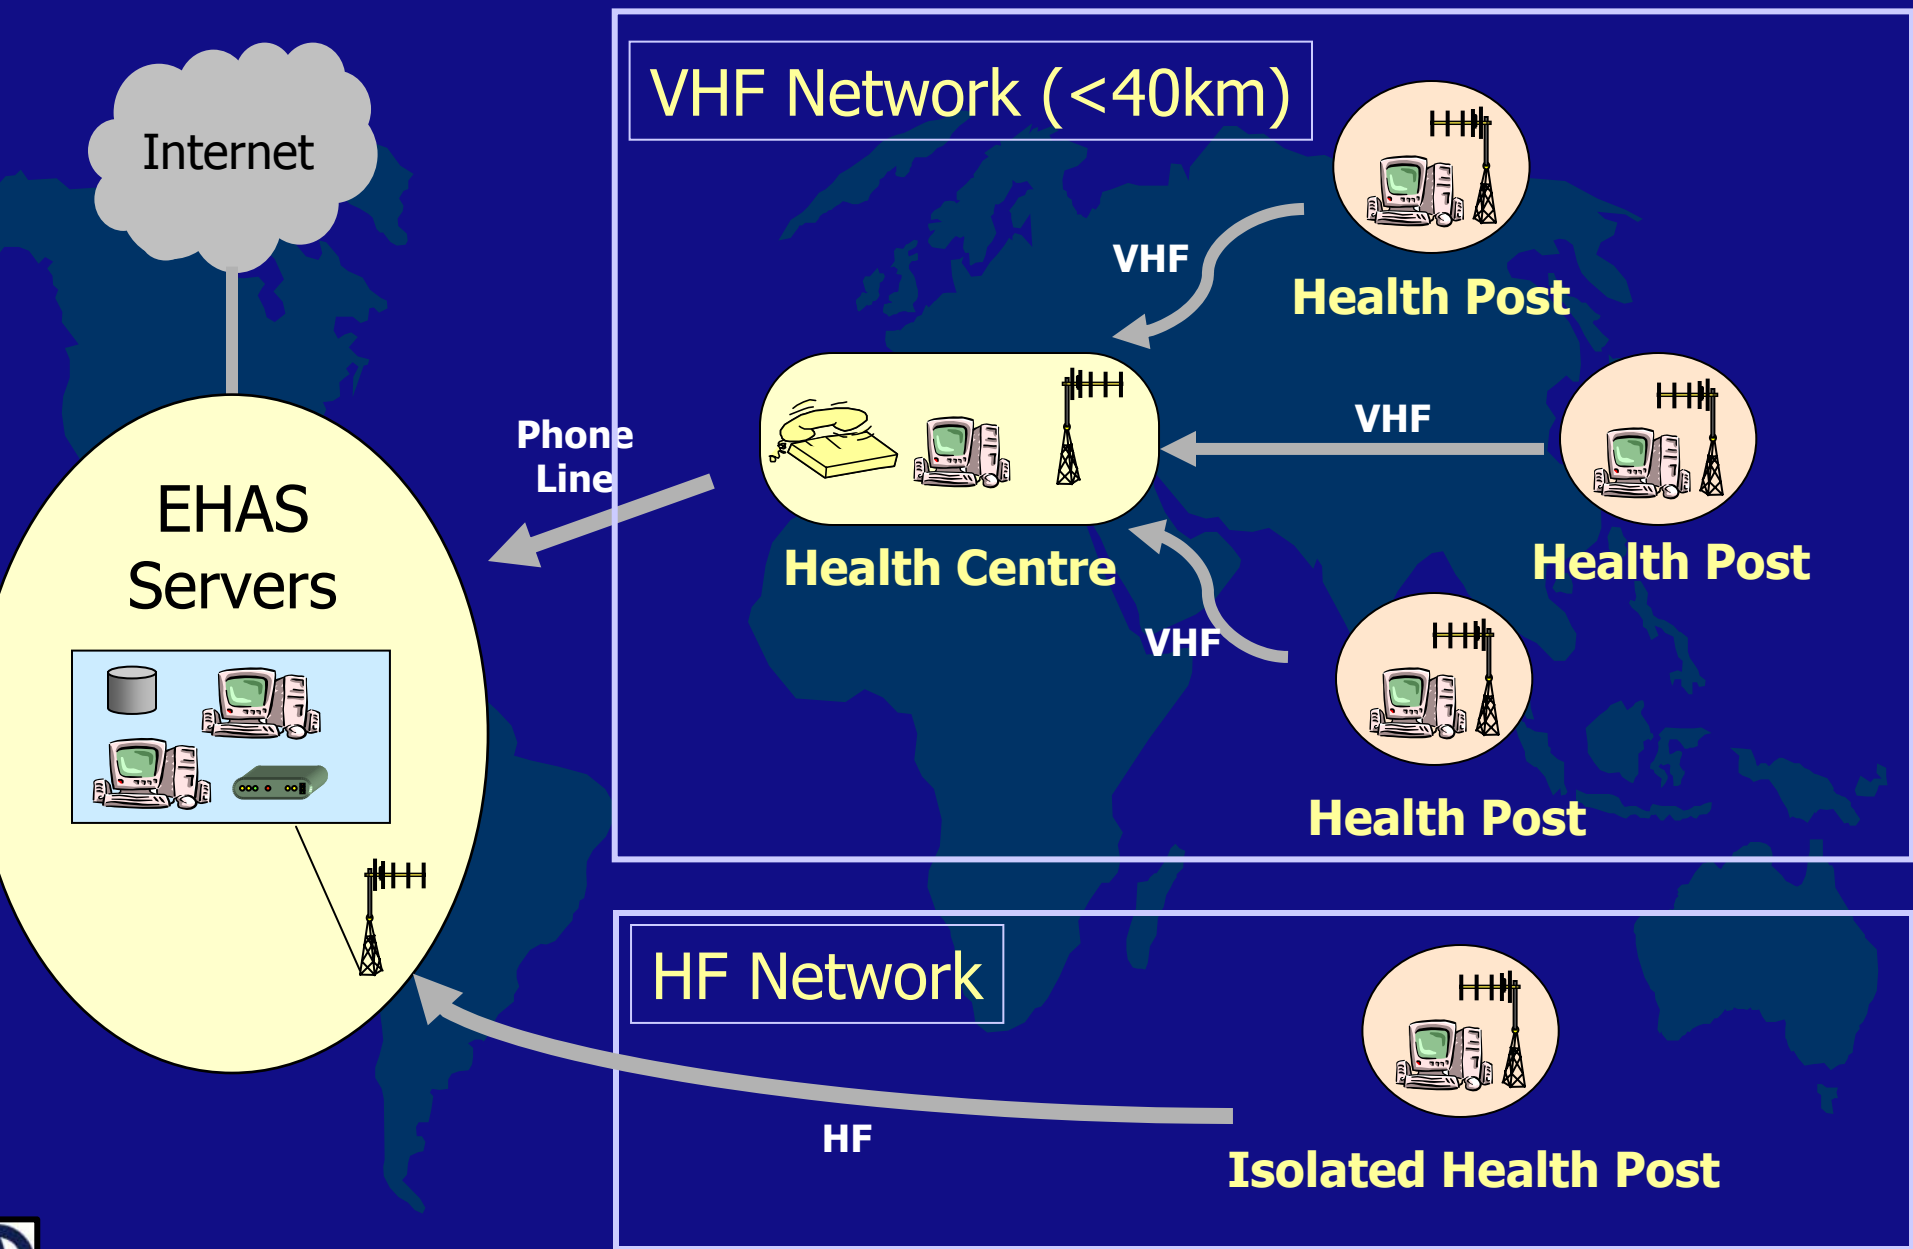 Internet
VHF Network (<40km)
VHF
Health Post
Phone
Line
VHF
EHAS
Servers
Health Centre
Health Post
VHF
Health Post
HF Network
HF
Isolated Health Post